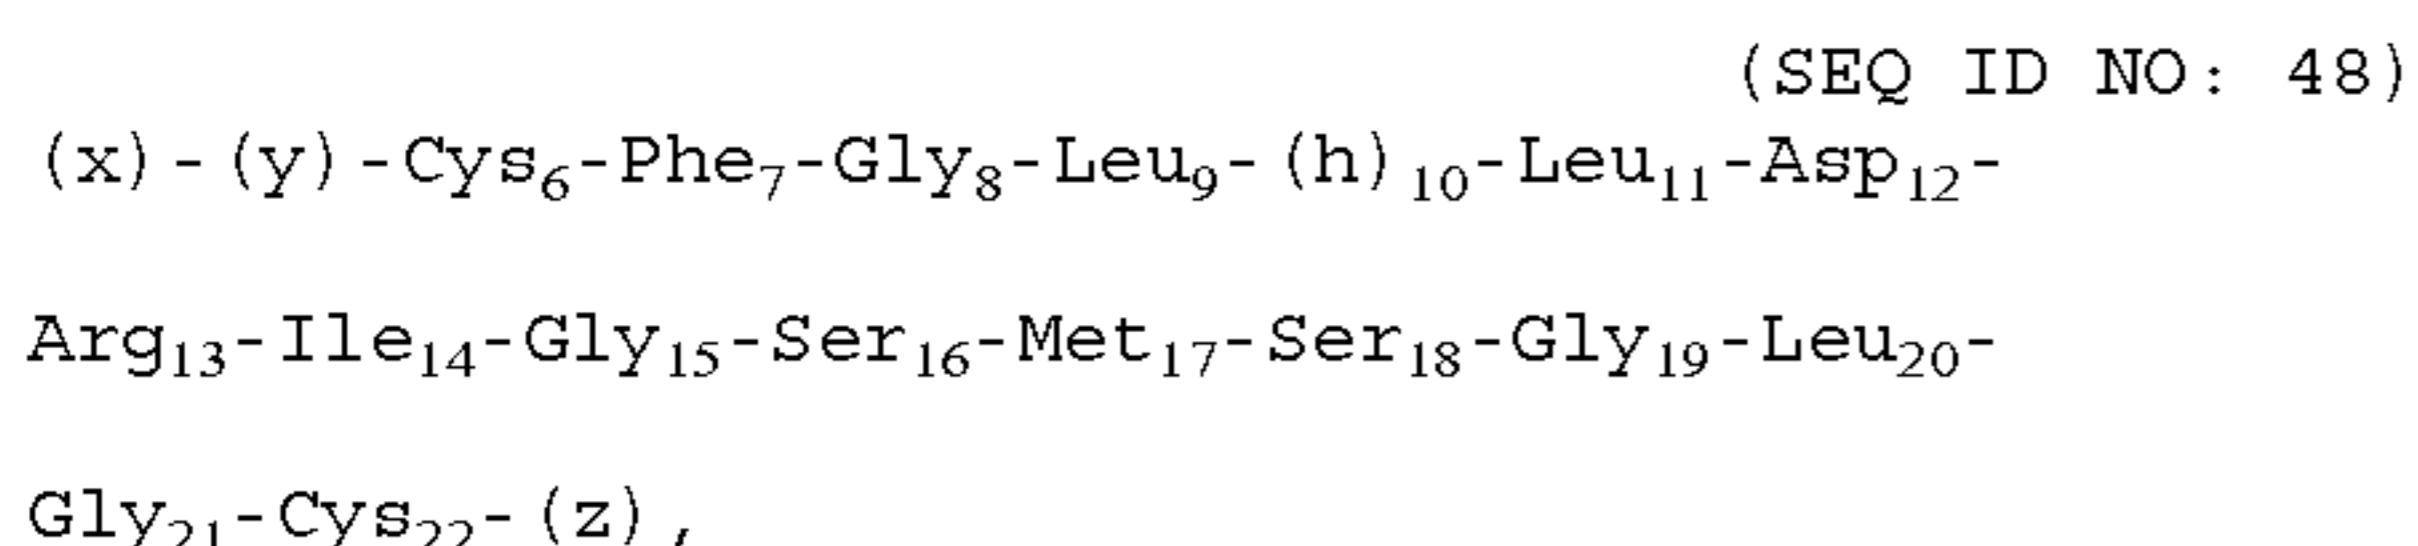 (SEQ ID NO: 48)
(x)-(y)-Cys₆-Phe₇-Gly₈-Leu₉-(h)₁₀-Leu₁₁-Asp₁₂-
Arg₁₃-Ile₁₄-Gly₁₅-Ser₁₆-Met₁₇-Ser₁₈-Gly₁₉-Leu₂₀-
Gly₂₁-Cys₂₂-(z),